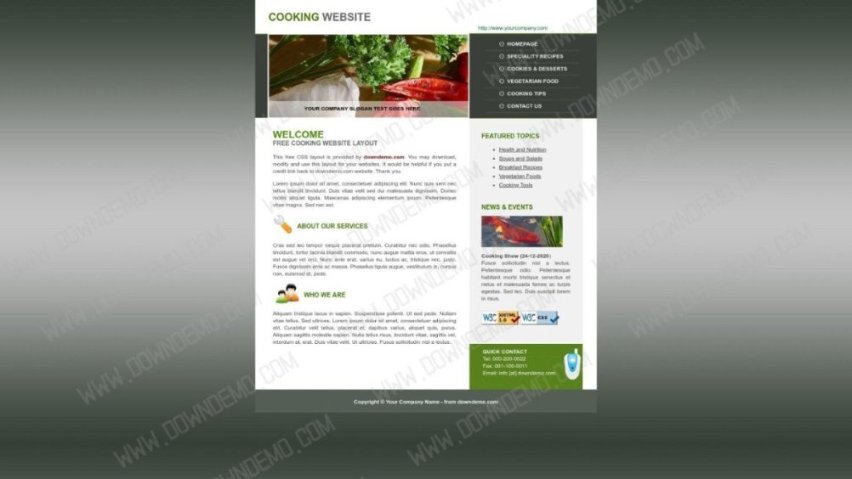 COOKING WEBSITE
http://www.yourcompany.com
HOMEPAGE
SPECIALITY RECIPES
COOKIES & DESSERTS
VEGETARIAN FOOD
COOKING TIPS
CONTACT US
YOUR COMPANY SLOGAN TEXT GOES HERE
WELCOME
FREE COOKING WEBSITE LAYOUT
This free CSS layout is provided by downdemo.com. You may download,
modify and use this layout for your websites. It would be helpful if you put a
credit link back to downdemo.com website. Thank you.
Lorem ipsum dolor sit amet, consectetuer adipiscing elit. Nunc quis sem nec
tellus blandit tincidunt. Duis vitae velit sed dui malesuada dignissim. Donec
mollis aliquet ligula. Maecenas adipiscing elementum ipsum. Pellentesque
vitae magna. Sed nec est.
ABOUT OUR SERVICES
Cras sed leo tempor neque placerat pretium. Curabitur nec odio. Phasellus
tincidunt, tortor lacinia blandit commodo, nunc augue mattis eros, ut convallis
est augue vel orci. Nunc ante erat, varius eu, luctus ac, tristique nec, justo.
Fusce dignissim eros ac massa. Phasellus ligula augue, vestibulum a, cursus
non, euismod at, pede.
WHO WE ARE
Aliquam tristique lacus in sapien. Suspendisse potenti. Nullam
vitae tellus. Sed ultrices. Lorem ipsum dolor sit amet, consectetuer adipiscing elit.
Curabitur velit tellus, placerat et, dapibus varius, aliquet quis, purus.
Aliquam sagittis molestie sapien. Nulla tellus risus, tincidunt vitae, sagittis vel,
interdum at, erat. Duis vitae velit. Ut ultricies. Fusce sollicitudin nisi a lectus.
FEATURED TOPICS
Health and Nutrition
Soups and Salads
Breakfast Recipes
Vegetarian Foods
Cooking Tools
NEWS & EVENTS
Cooking Show (24-12-2020)
Fusce sollicitudin nisi a lectus.
Pellentesque odio. Pellentesque
habitant morbi tristique senectus et
netus et malesuada fames ac turpis
egestas. Sed leo. Duis suscipit lorem
in risus.
W3C XHTML 1.0
W3C CSS
QUICK CONTACT
Tel: 000-200-0022
Fax: 001-100-0011
Email: info [at] downdemo.com
Copyright © Your Company Name - from downdemo.com
WWW.DOWNDEMO.COM